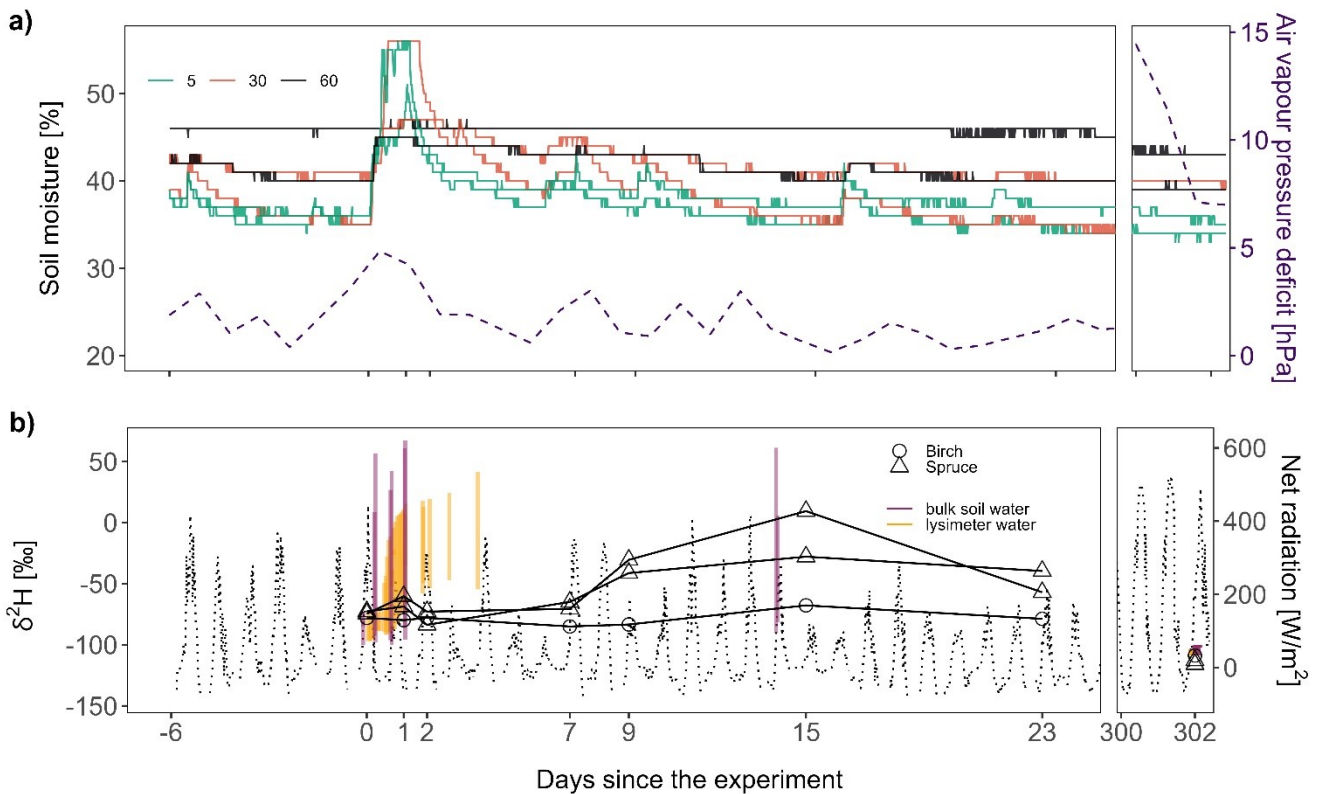 a)
Soil moisture [%]
50
40
30
20
5 30 60
15
10
5
0
Air vapour pressure deficit [hPa]
b)
δ²H [‰]
50
0
-50
-100
-150
Birch
Spruce
bulk soil water
lysimeter water
600
400
200
0
Net radiation [W/m²]
-6 0 1 2 7 9 15 23 300 302
Days since the experiment